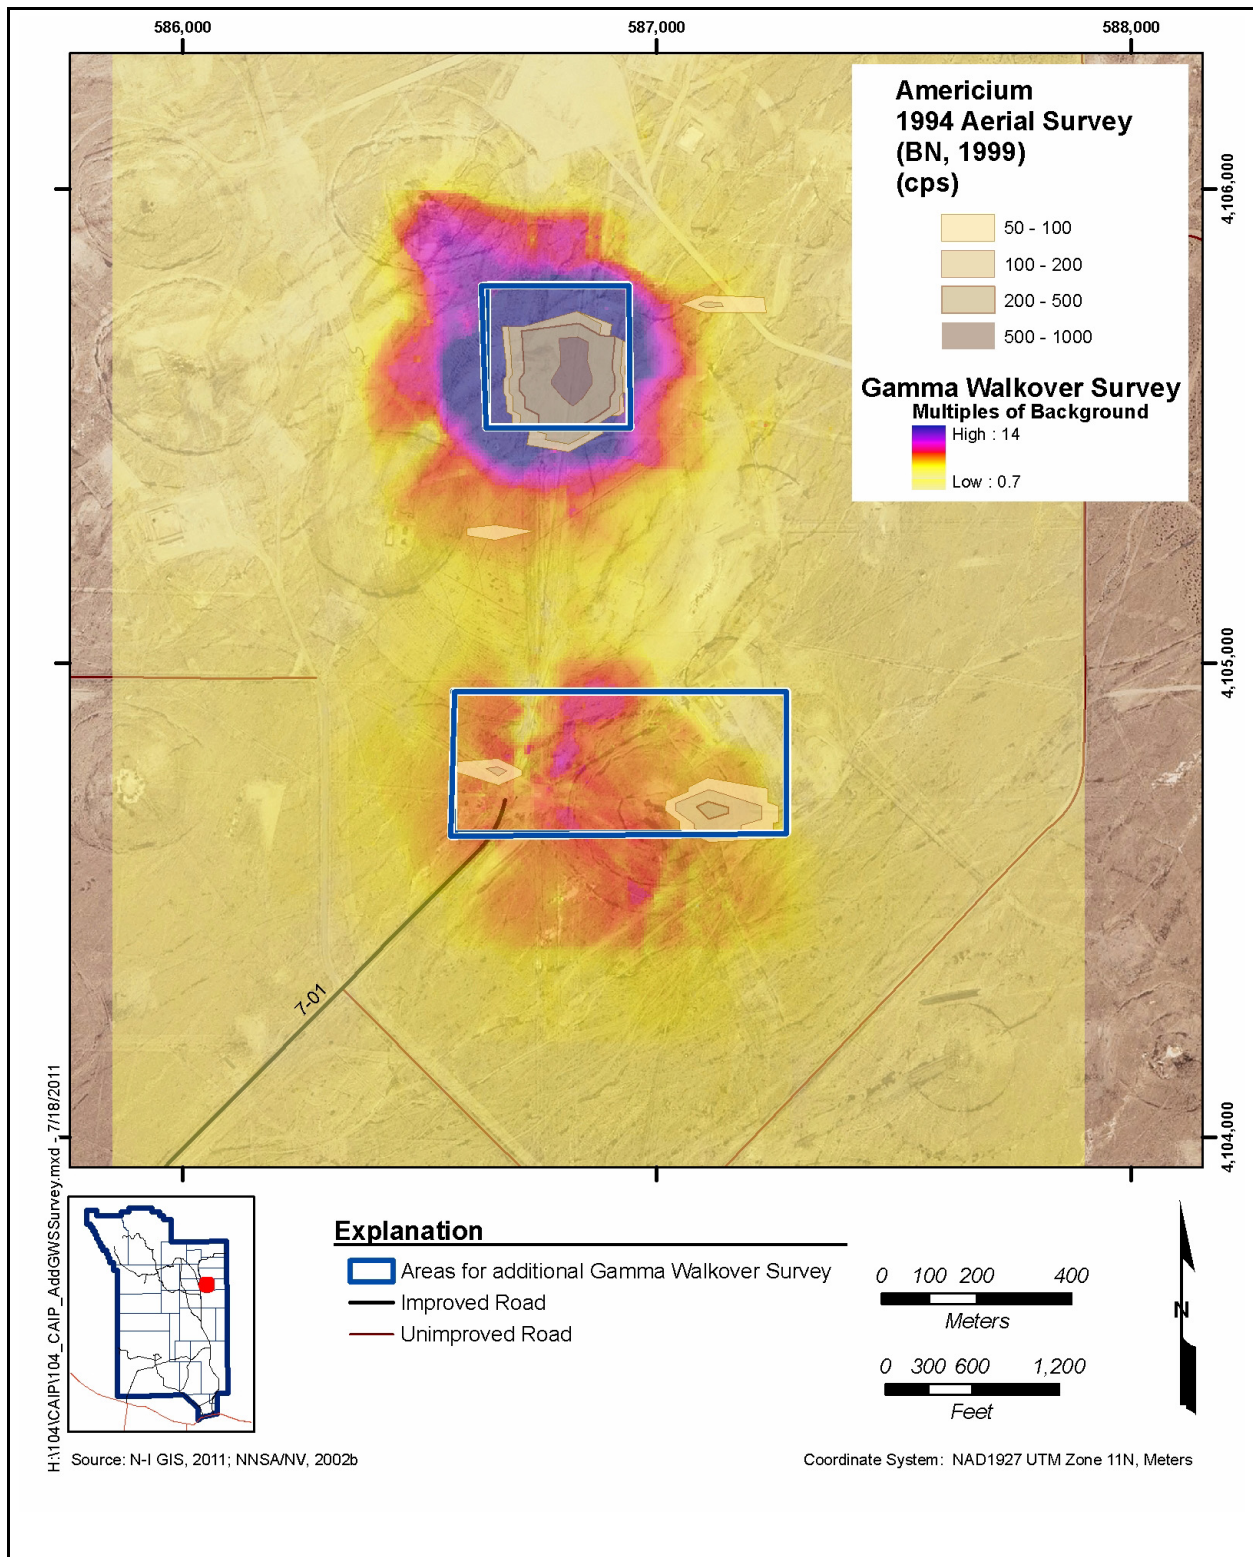 586,000
587,000
588,000
Americium
1994 Aerial Survey
(BN, 1999)
(cps)
50 - 100
100 - 200
200 - 500
500 - 1000
Gamma Walkover Survey
Multiples of Background
High : 14
Low : 0.7
4,106,000
4,105,000
4,104,000
7-01
H:\104\CAIP\104_CAIP_AddGWSSurvey.mxd - 7/18/2011
Explanation
Areas for additional Gamma Walkover Survey
Improved Road
Unimproved Road
0 100 200 400
Meters
0 300 600 1,200
Feet
N
Source: N-I GIS, 2011; NNSA/NV, 2002b
Coordinate System: NAD1927 UTM Zone 11N, Meters